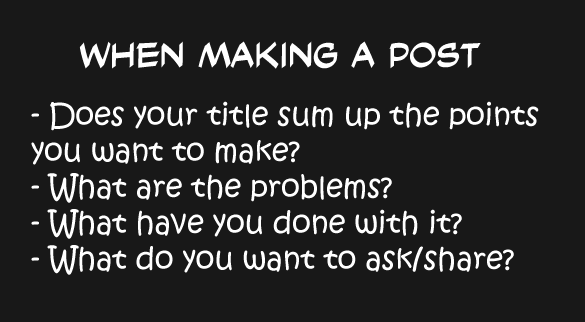 WHEN MAKING A POST
- Does your title sum up the points
you want to make?
- What are the problems?
- What have you done with it?
- What do you want to ask/share?